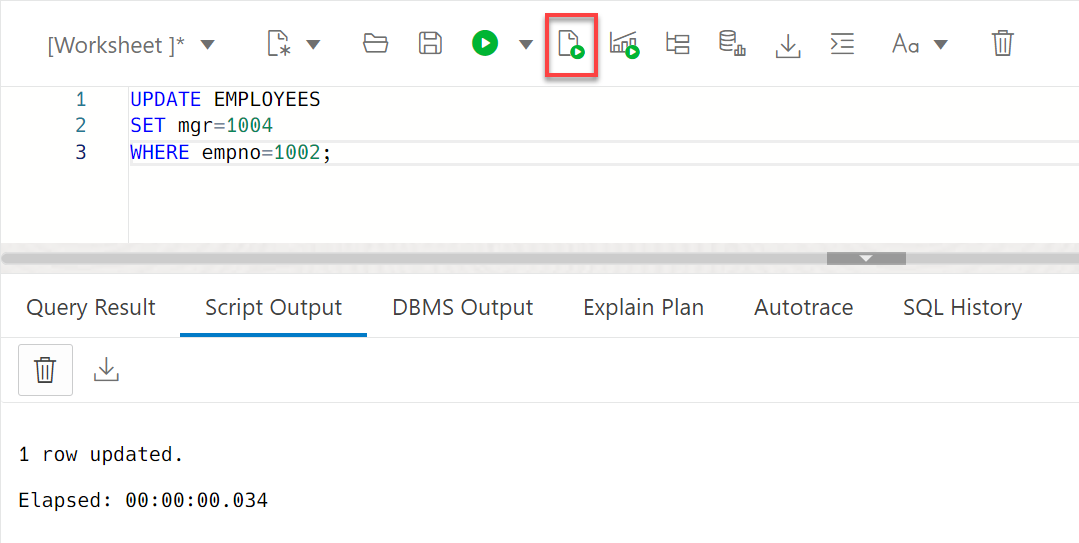 [Worksheet ]*
Aa
1 UPDATE EMPLOYEES
2 SET mgr=1004
3 WHERE empno=1002;
Query Result Script Output DBMS Output Explain Plan Autotrace SQL History
1 row updated.
Elapsed: 00:00:00.034